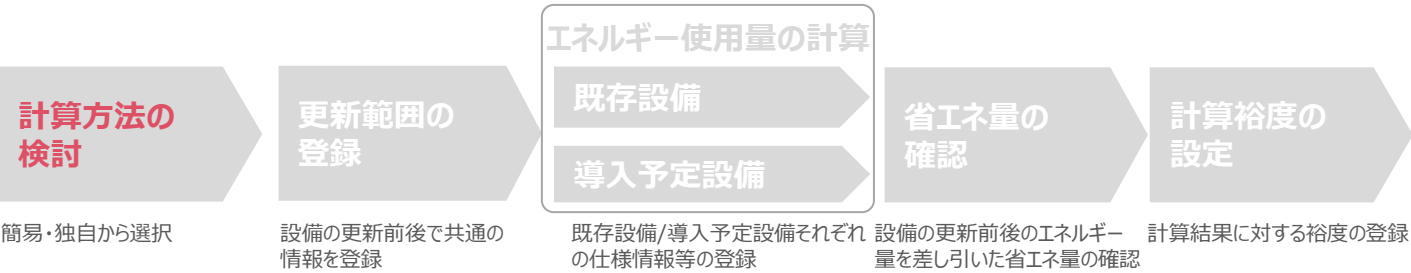 計算方法の
検討
簡易・独自から選択
更新範囲の
登録
設備の更新前後で共通の
情報を登録
エネルギー使用量の計算
既存設備
導入予定設備
既存設備/導入予定設備それぞれ
の仕様情報等の登録
省エネ量の
確認
設備の更新前後のエネルギー
量を差し引いた省エネ量の確認
計算裕度の
設定
計算結果に対する裕度の登録